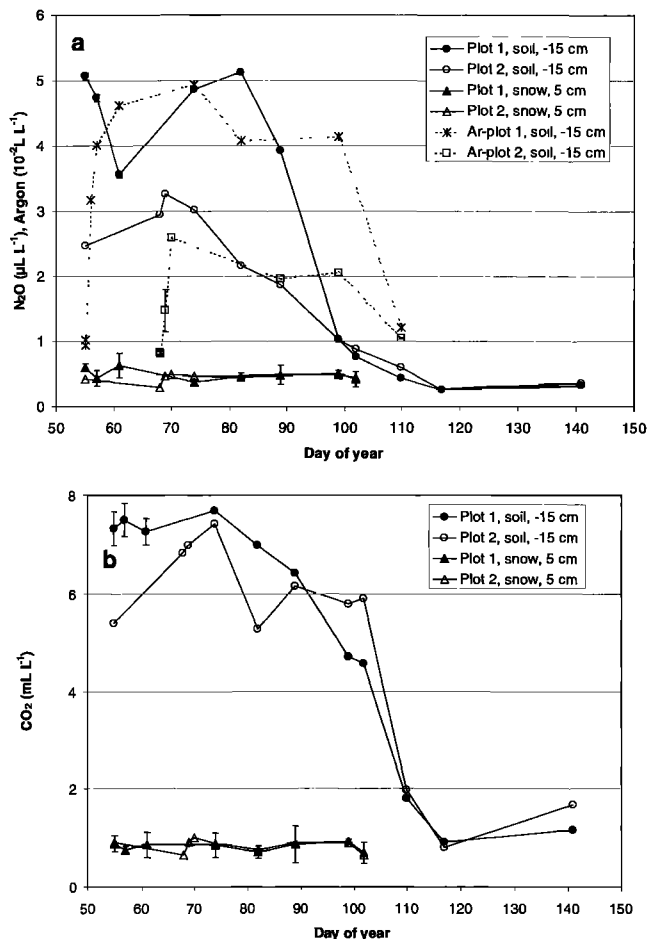 a
6
5
4
3
2
1
0
N₂O (µL L⁻¹), Argon (10⁻²L L⁻¹)
Plot 1, soil, -15 cm
Plot 2, soil, -15 cm
Plot 1, snow, 5 cm
Plot 2, snow, 5 cm
Ar-plot 1, soil, -15 cm
Ar-plot 2, soil, -15 cm
50 60 70 80 90 100 110 120 130 140 150
Day of year
b
8
6
4
2
0
CO₂ (mL L⁻¹)
Plot 1, soil, -15 cm
Plot 2, soil, -15 cm
Plot 1, snow, 5 cm
Plot 2, snow, 5 cm
50 60 70 80 90 100 110 120 130 140 150
Day of year